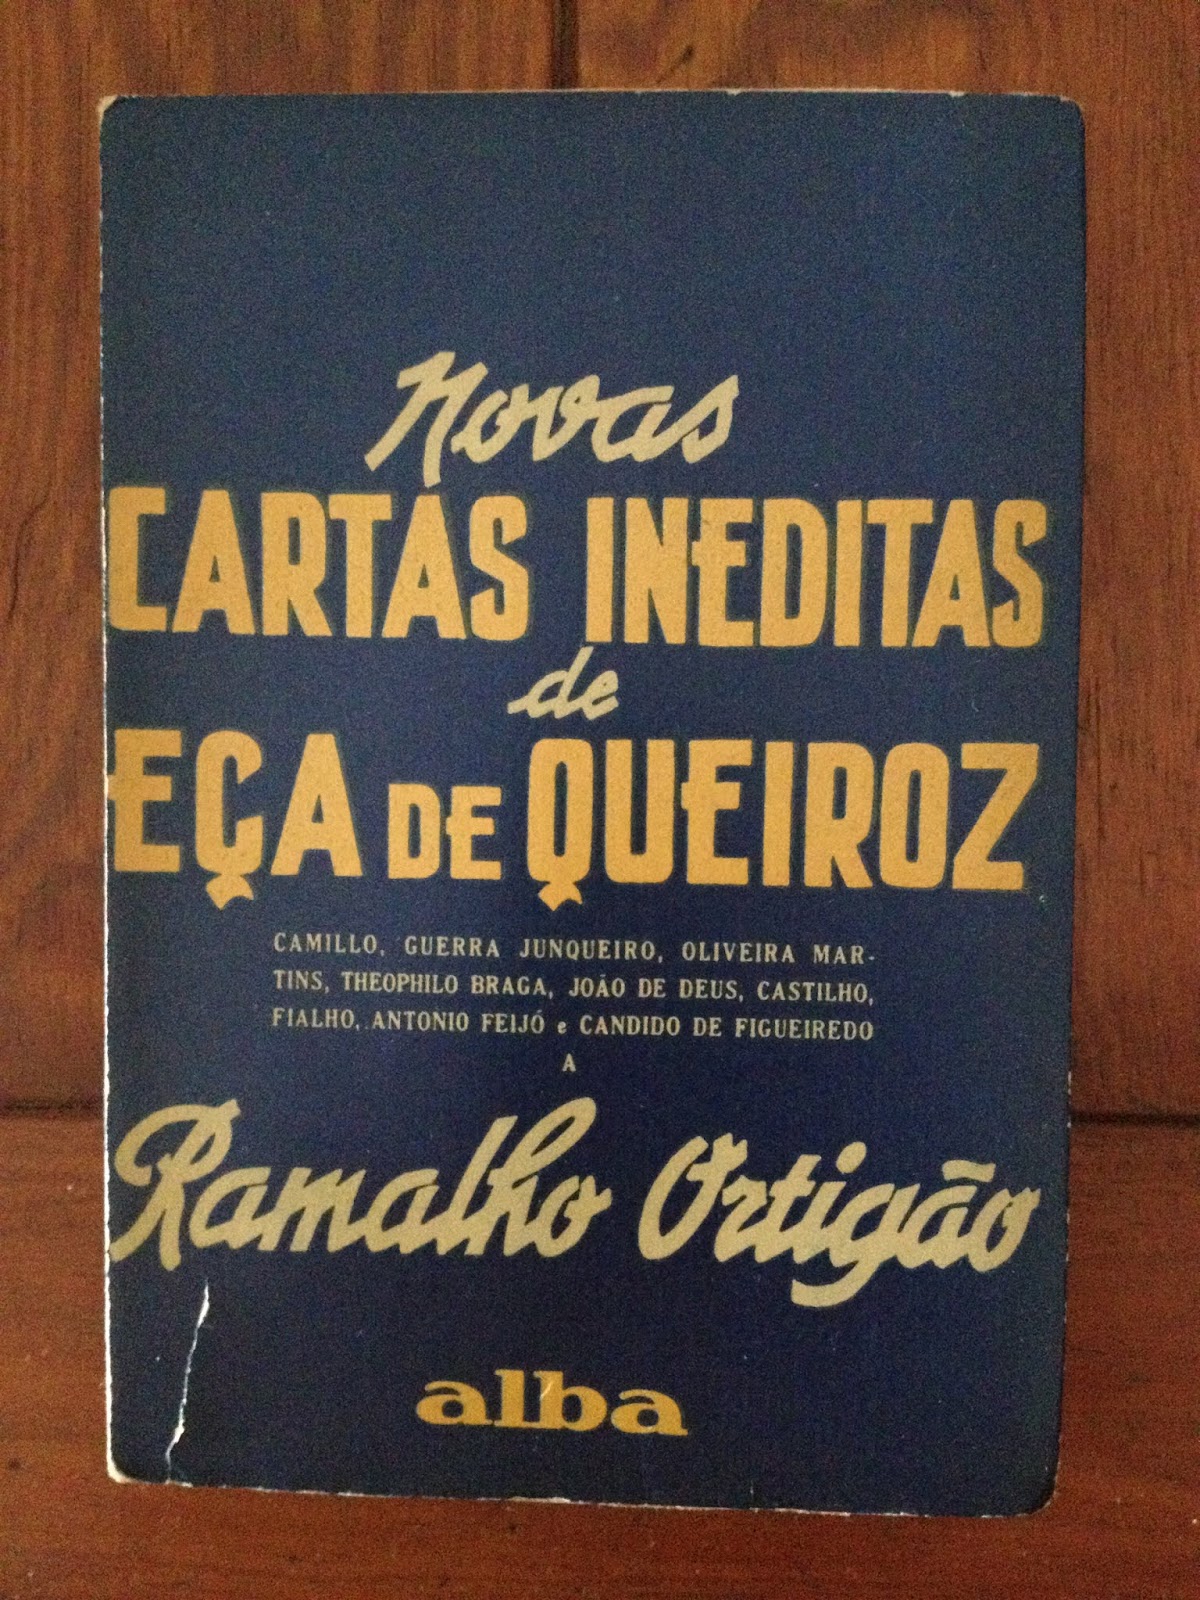 Novas
CARTAS INEDITAS
de
EÇA DE QUEIROZ
CAMILLO, GUERRA JUNQUEIRO, OLIVEIRA MAR-
TINS, THEOPHILO BRAGA, JOÃO DE DEUS, CASTILHO,
FIALHO, ANTONIO FEIJÓ e CANDIDO DE FIGUEIREDO
A
Ramalho Ortigão
alba